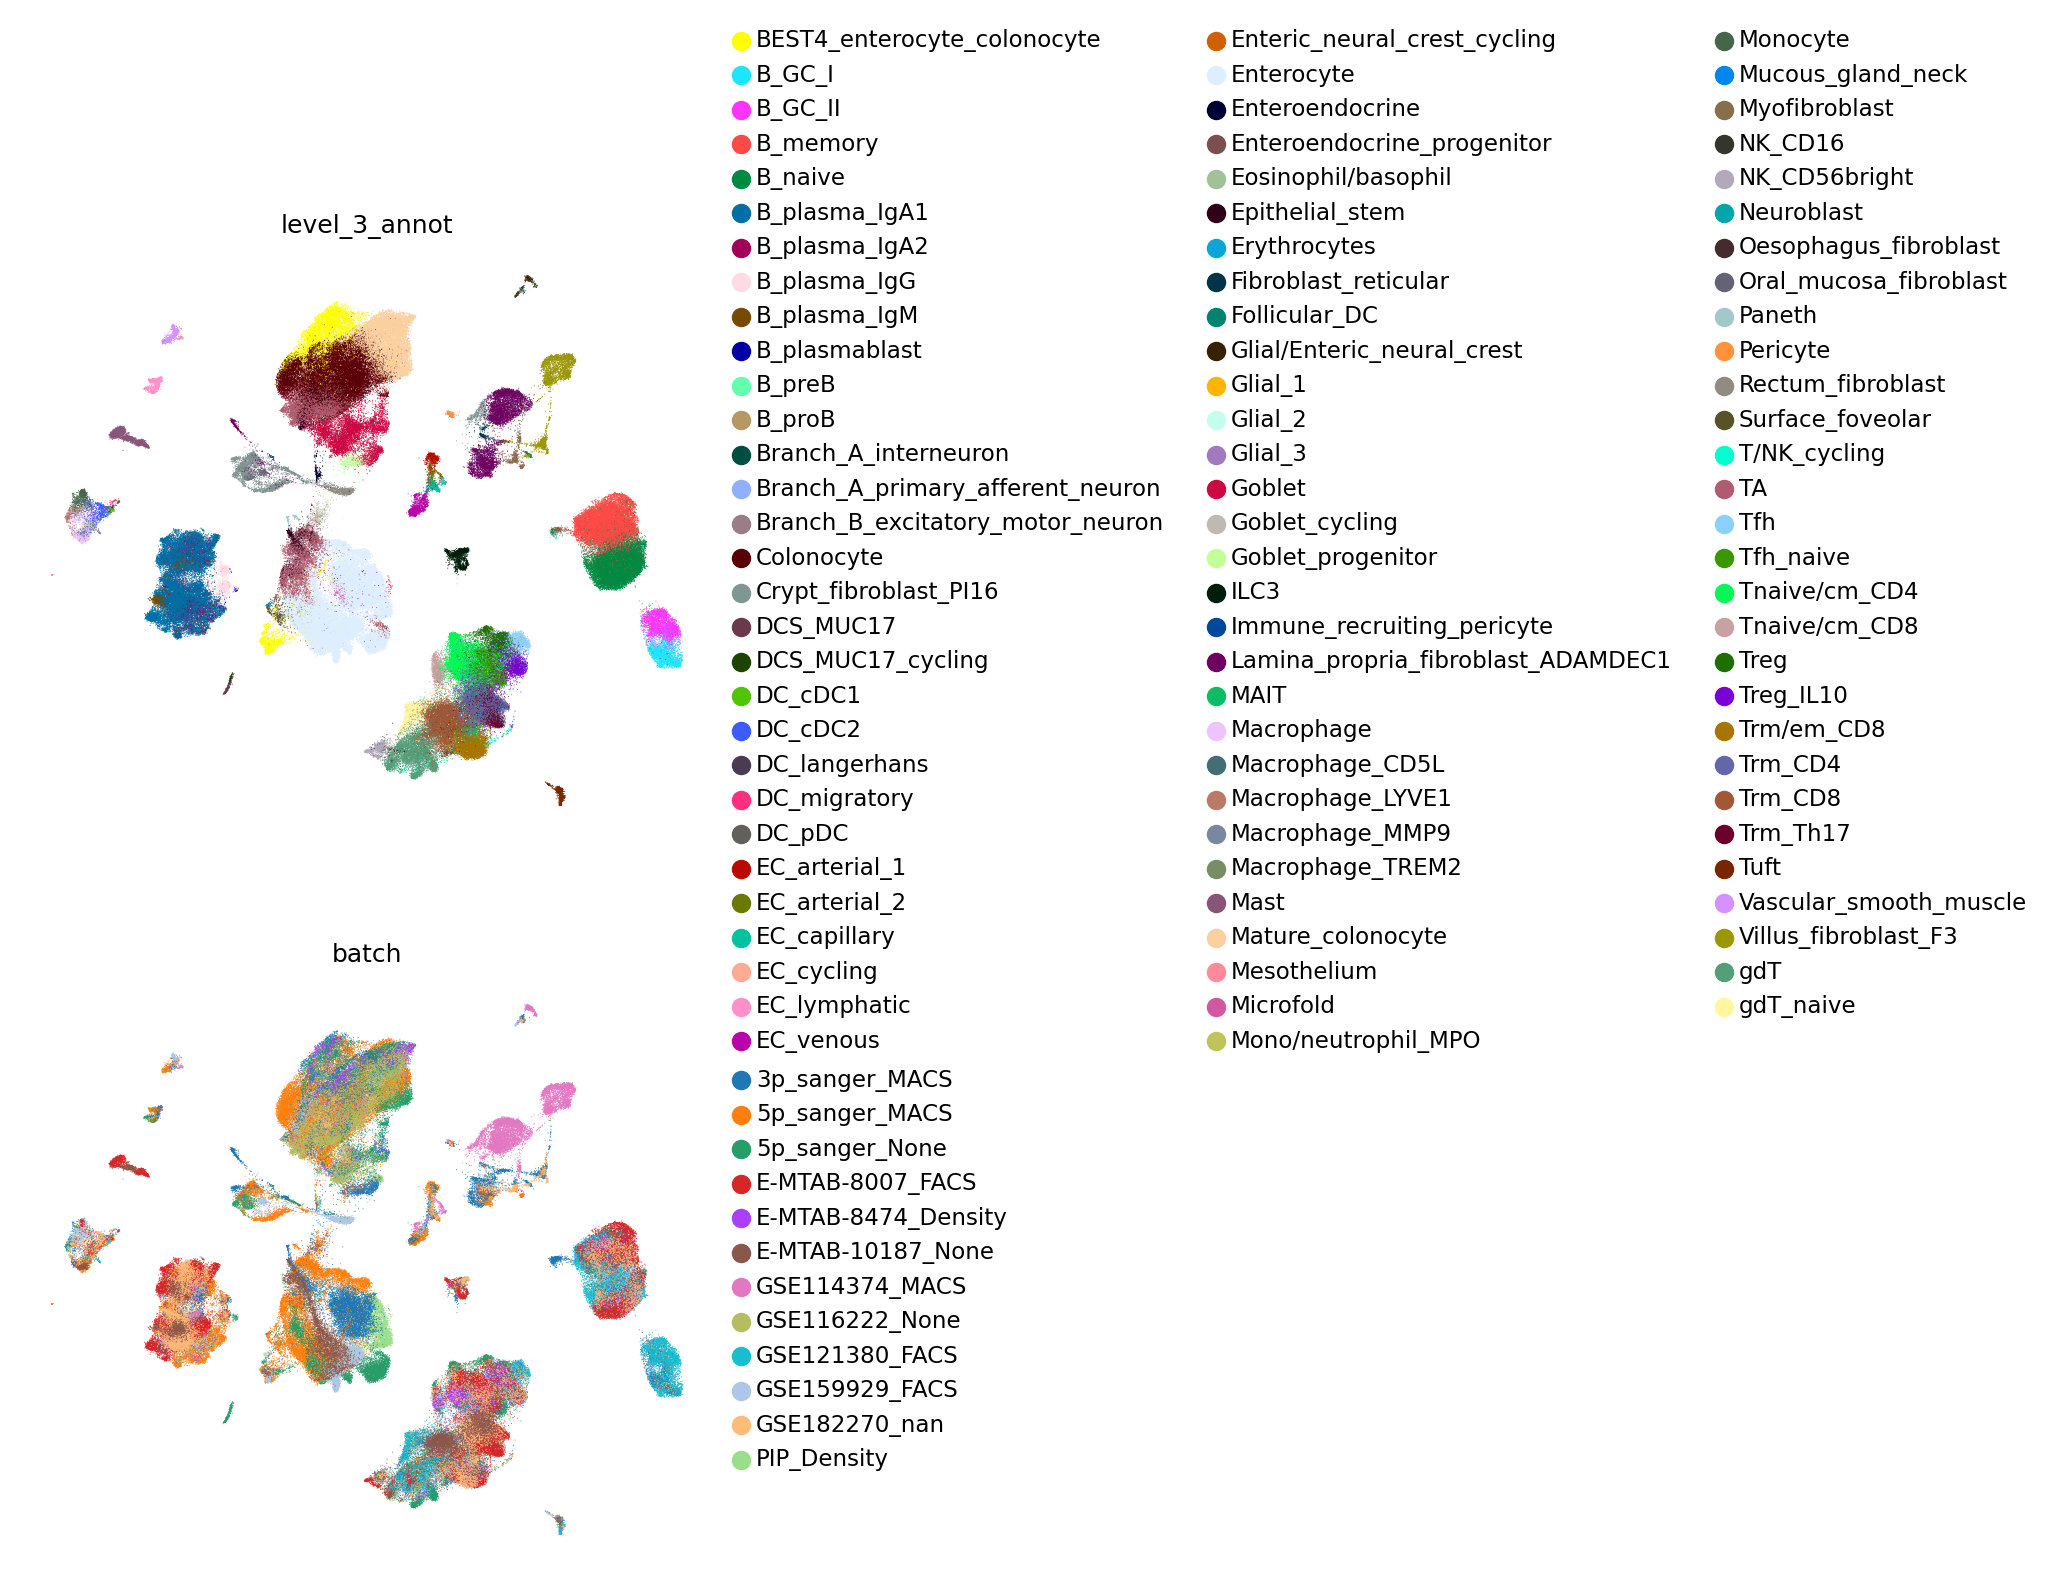 level_3_annot
BEST4_enterocyte_colonocyte
B_GC_I
B_GC_II
B_memory
B_naive
B_plasma_IgA1
B_plasma_IgA2
B_plasma_IgG
B_plasma_IgM
B_plasmablast
B_preB
B_proB
Branch_A_interneuron
Branch_A_primary_afferent_neuron
Branch_B_excitatory_motor_neuron
Colonocyte
Crypt_fibroblast_PI16
DCS_MUC17
DCS_MUC17_cycling
DC_cDC1
DC_cDC2
DC_langerhans
DC_migratory
DC_pDC
EC_arterial_1
EC_arterial_2
EC_capillary
EC_cycling
EC_lymphatic
EC_venous
Enteric_neural_crest_cycling
Enterocyte
Enteroendocrine
Enteroendocrine_progenitor
Eosinophil/basophil
Epithelial_stem
Erythrocytes
Fibroblast_reticular
Follicular_DC
Glial/Enteric_neural_crest
Glial_1
Glial_2
Glial_3
Goblet
Goblet_cycling
Goblet_progenitor
ILC3
Immune_recruiting_pericyte
Lamina_propria_fibroblast_ADAMDEC1
MAIT
Macrophage
Macrophage_CD5L
Macrophage_LYVE1
Macrophage_MMP9
Macrophage_TREM2
Mast
Mature_colonocyte
Mesothelium
Microfold
Mono/neutrophil_MPO
Monocyte
Mucous_gland_neck
Myofibroblast
NK_CD16
NK_CD56bright
Neuroblast
Oesophagus_fibroblast
Oral_mucosa_fibroblast
Paneth
Pericyte
Rectum_fibroblast
Surface_foveolar
T/NK_cycling
TA
Tfh
Tfh_naive
Tnaive/cm_CD4
Tnaive/cm_CD8
Treg
Treg_IL10
Trm/em_CD8
Trm_CD4
Trm_CD8
Trm_Th17
Tuft
Vascular_smooth_muscle
Villus_fibroblast_F3
gdT
gdT_naive
batch
3p_sanger_MACS
5p_sanger_MACS
5p_sanger_None
E-MTAB-8007_FACS
E-MTAB-8474_Density
E-MTAB-10187_None
GSE114374_MACS
GSE116222_None
GSE121380_FACS
GSE159929_FACS
GSE182270_nan
PIP_Density